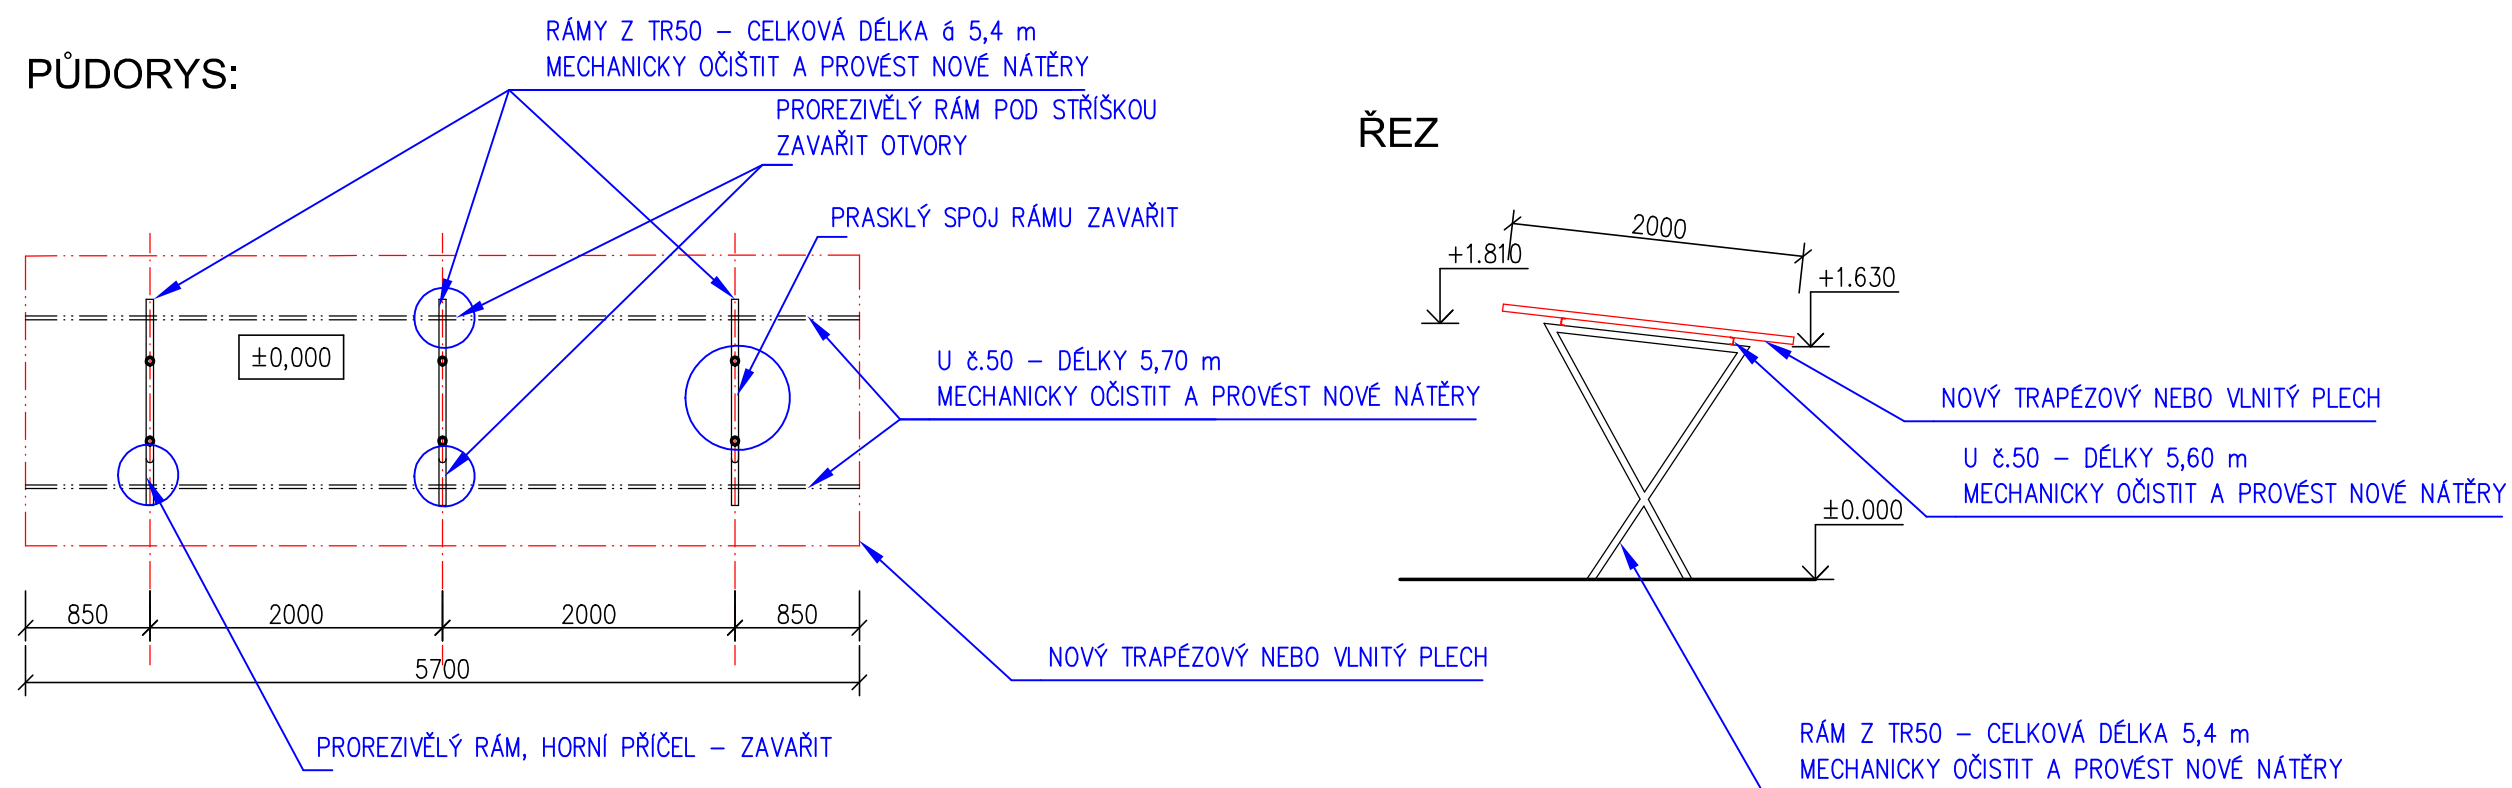 PŮDORYS:
RÁMY Z TR50 – CELKOVÁ DÉLKA á 5,4 m
MECHANICKY OČIŠTIT A PROVÉST NOVÉ NÁTĚRY
PROREZIVĚLÝ RÁM POD STŘÍŠKOU
ZAVAŘIT OTVORY
PRASKLÝ SPOJ RÁMU ZAVAŘIT
±0,000
U č.50 – DÉLKY 5,70 m
MECHANICKY OČISTIT A PROVÉST NOVÉ NÁTĚRY
850
2000
2000
850
5700
NOVÝ TRAPÉZOVÝ NEBO VLNITÝ PLECH
PROREZIVĚLÝ RÁM, HORNÍ PŘÍČEL – ZAVAŘIT
ŘEZ
2000
+1.810
+1.630
NOVÝ TRAPÉZOVÝ NEBO VLNITÝ PLECH
U č.50 – DÉLKY 5,60 m
MECHANICKY OČISTIT A PROVÉST NOVÉ NÁTĚRY
±0.000
RÁM Z TR50 – CELKOVÁ DÉLKA 5,4 m
MECHANICKY OČISTIT A PROVÉST NOVÉ NÁTĚRY